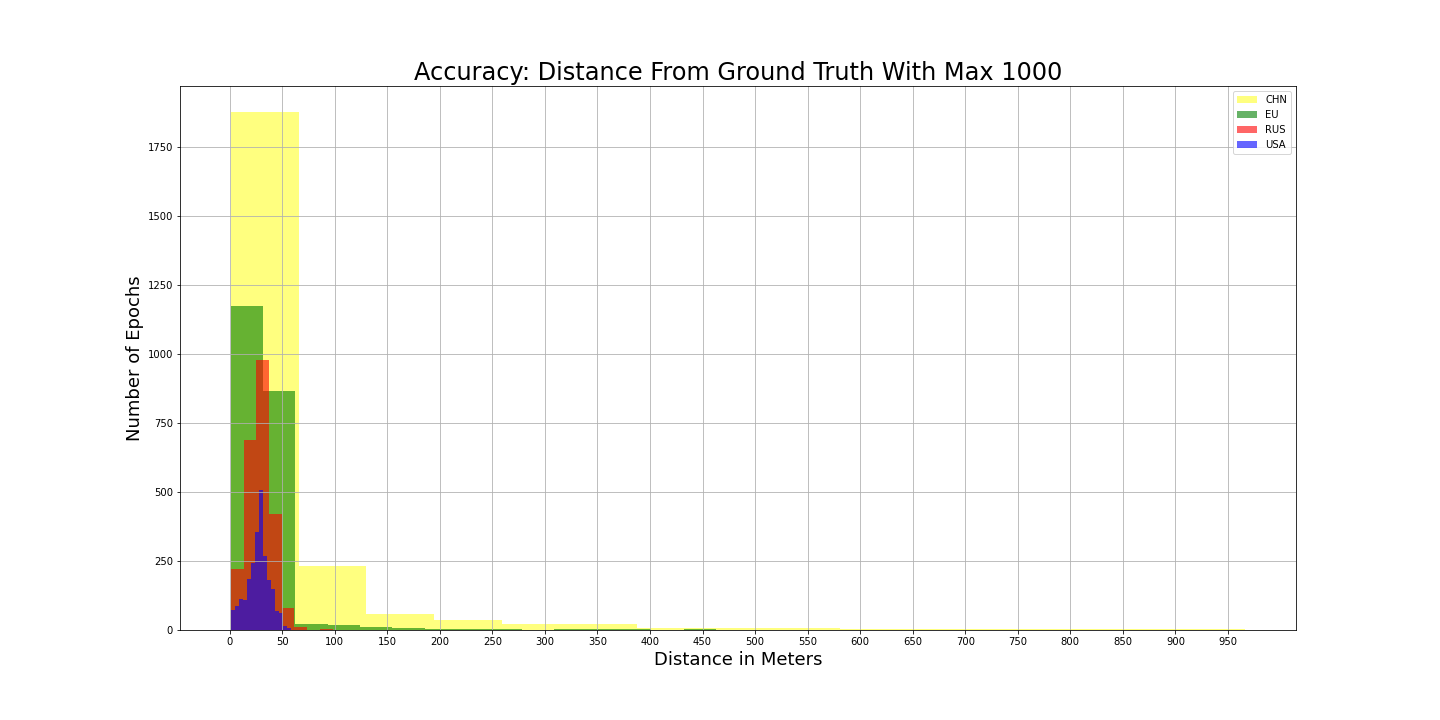 Accuracy: Distance From Ground Truth With Max 1000
CHN
EU
RUS
USA
Number of Epochs
1750
1500
1250
1000
750
500
250
0
0 50 100 150 200 250 300 350 400 450 500 550 600 650 700 750 800 850 900 950
Distance in Meters